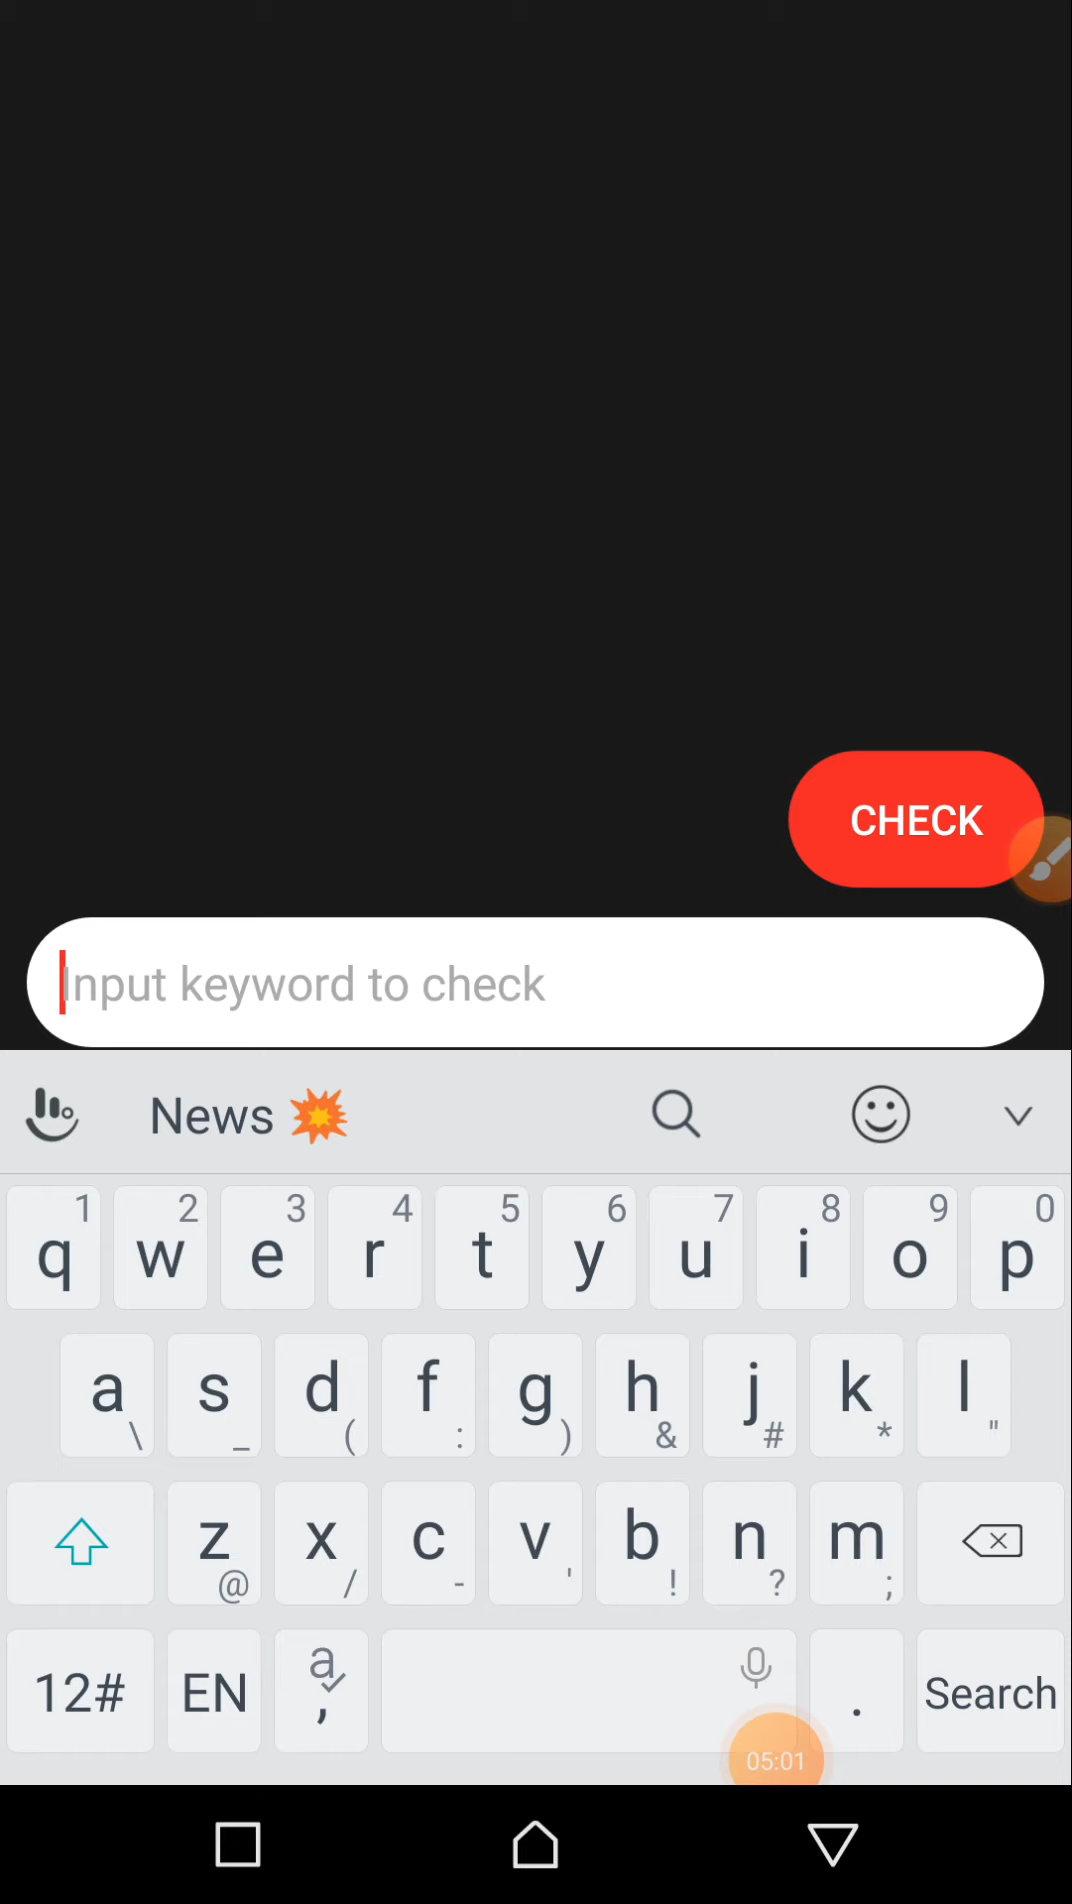 CHECK
Input keyword to check
News
1 2 3 4 5 6 7 8 9 0
q w e r t y u i o p
a s d f g h j k l
\ _ ( : ) & # * "
z x c v b n m
@ / - ' ! ? ;
12# EN a , . Search
05:01